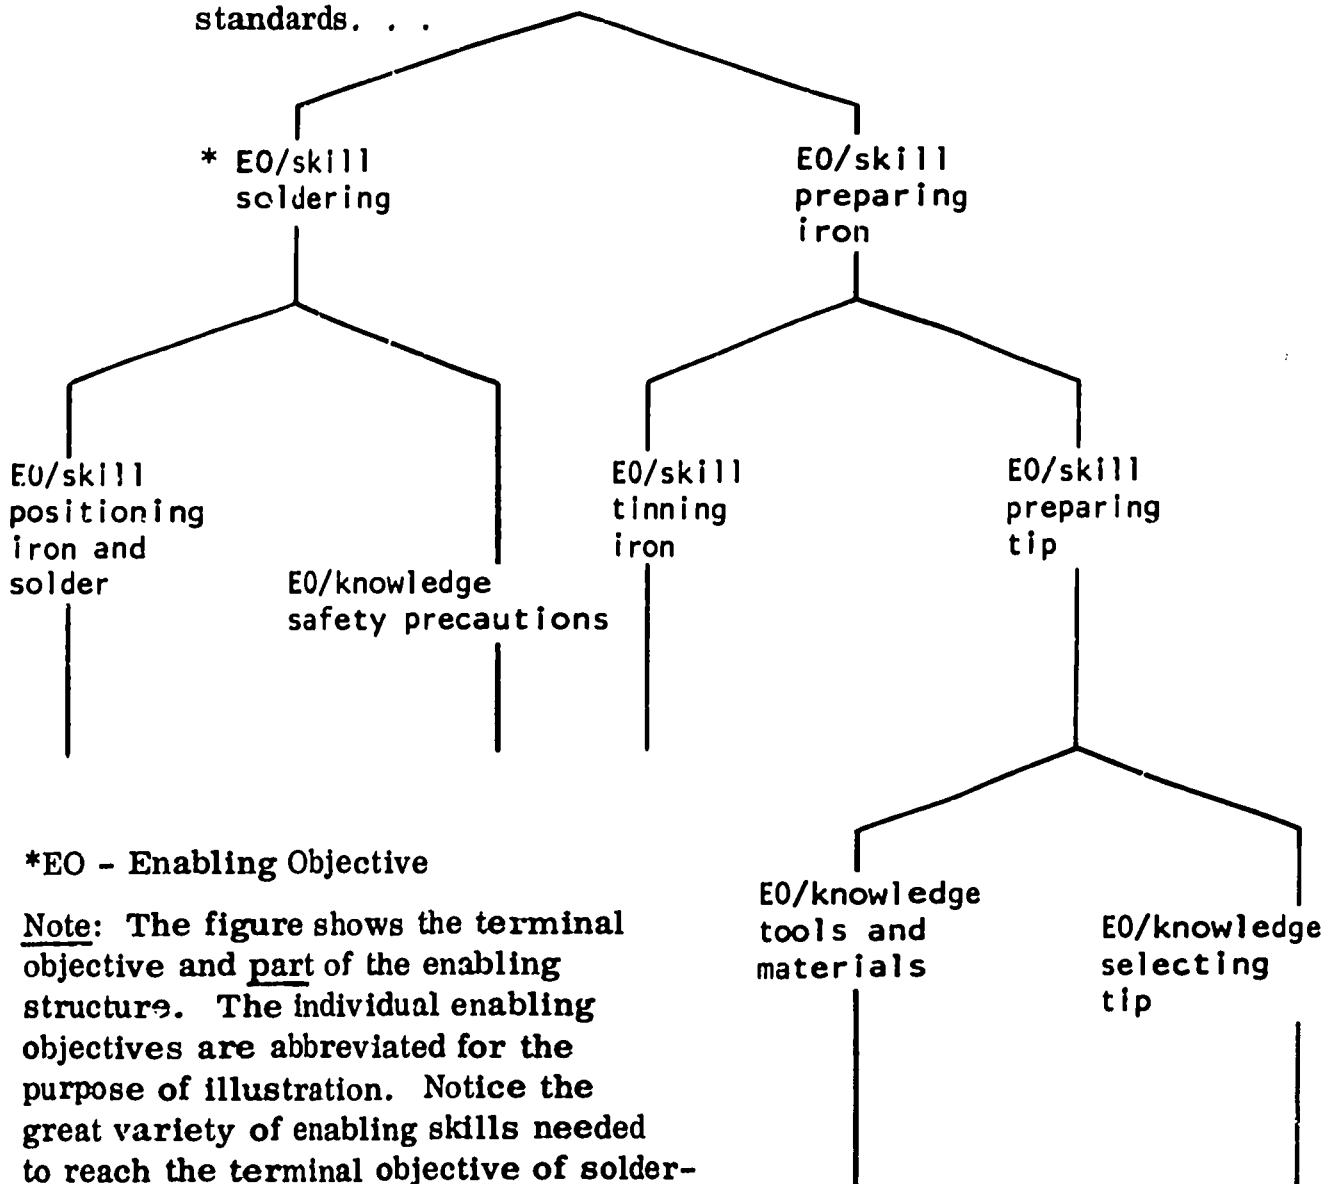 standards. . .
* EO/skill
soldering
EO/skill
preparing
iron
EO/skill
positioning
iron and
solder
EO/knowledge
safety precautions
EO/skill
tinning
iron
EO/skill
preparing
tip
EO/knowledge
tools and
materials
EO/knowledge
selecting
tip
*EO - Enabling Objective
Note: The figure shows the terminal
objective and part of the enabling
structure. The individual enabling
objectives are abbreviated for the
purpose of illustration. Notice the
great variety of enabling skills needed
to reach the terminal objective of solder-